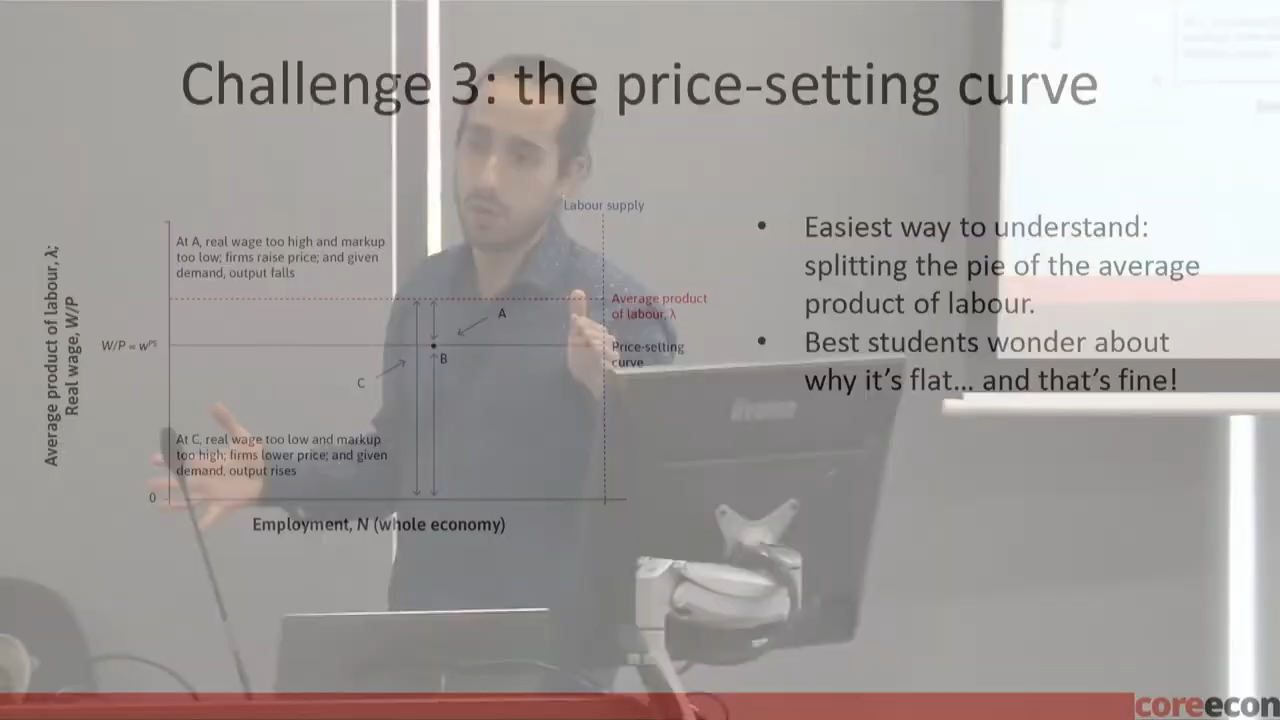 Challenge 3: the price-setting curve
Labour supply
At A, real wage too high and markup
too low; firms raise price; and given
demand, output falls
Average product of labour, λ;
Real wage, W/P
Average product
of labour, λ
A
W/P = wᴾˢ
Price-setting
curve
B
C
At C, real wage too low and markup
too high; firms lower price; and given
demand, output rises
0
Employment, N (whole economy)
• Easiest way to understand:
splitting the pie of the average
product of labour.
• Best students wonder about
why it’s flat... and that’s fine!
coreecon